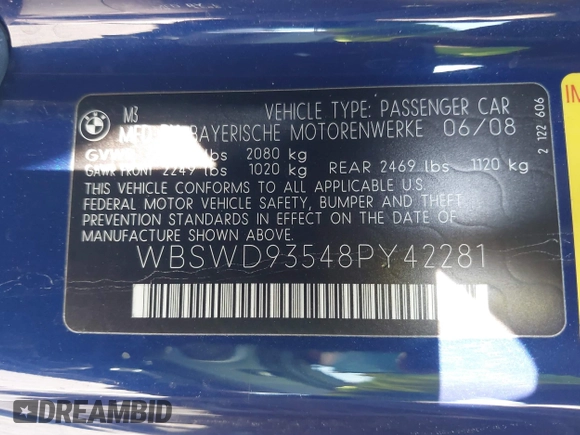 BMW
M3
VEHICLE TYPE: PASSENGER CAR
BAYERISCHE MOTORENWERKE 06/08
lbs 2080 kg
GAWR FRONT 2249 lbs 1020 kg REAR 2469 lbs 1120 kg
THIS VEHICLE CONFORMS TO ALL APPLICABLE U.S.
FEDERAL MOTOR VEHICLE SAFETY, BUMPER AND THEFT
PREVENTION STANDARDS IN EFFECT ON THE DATE OF
MANUFACTURE SHOWN ABOVE.
WBSWD93548PY42281
2 122 606
DREAMBID